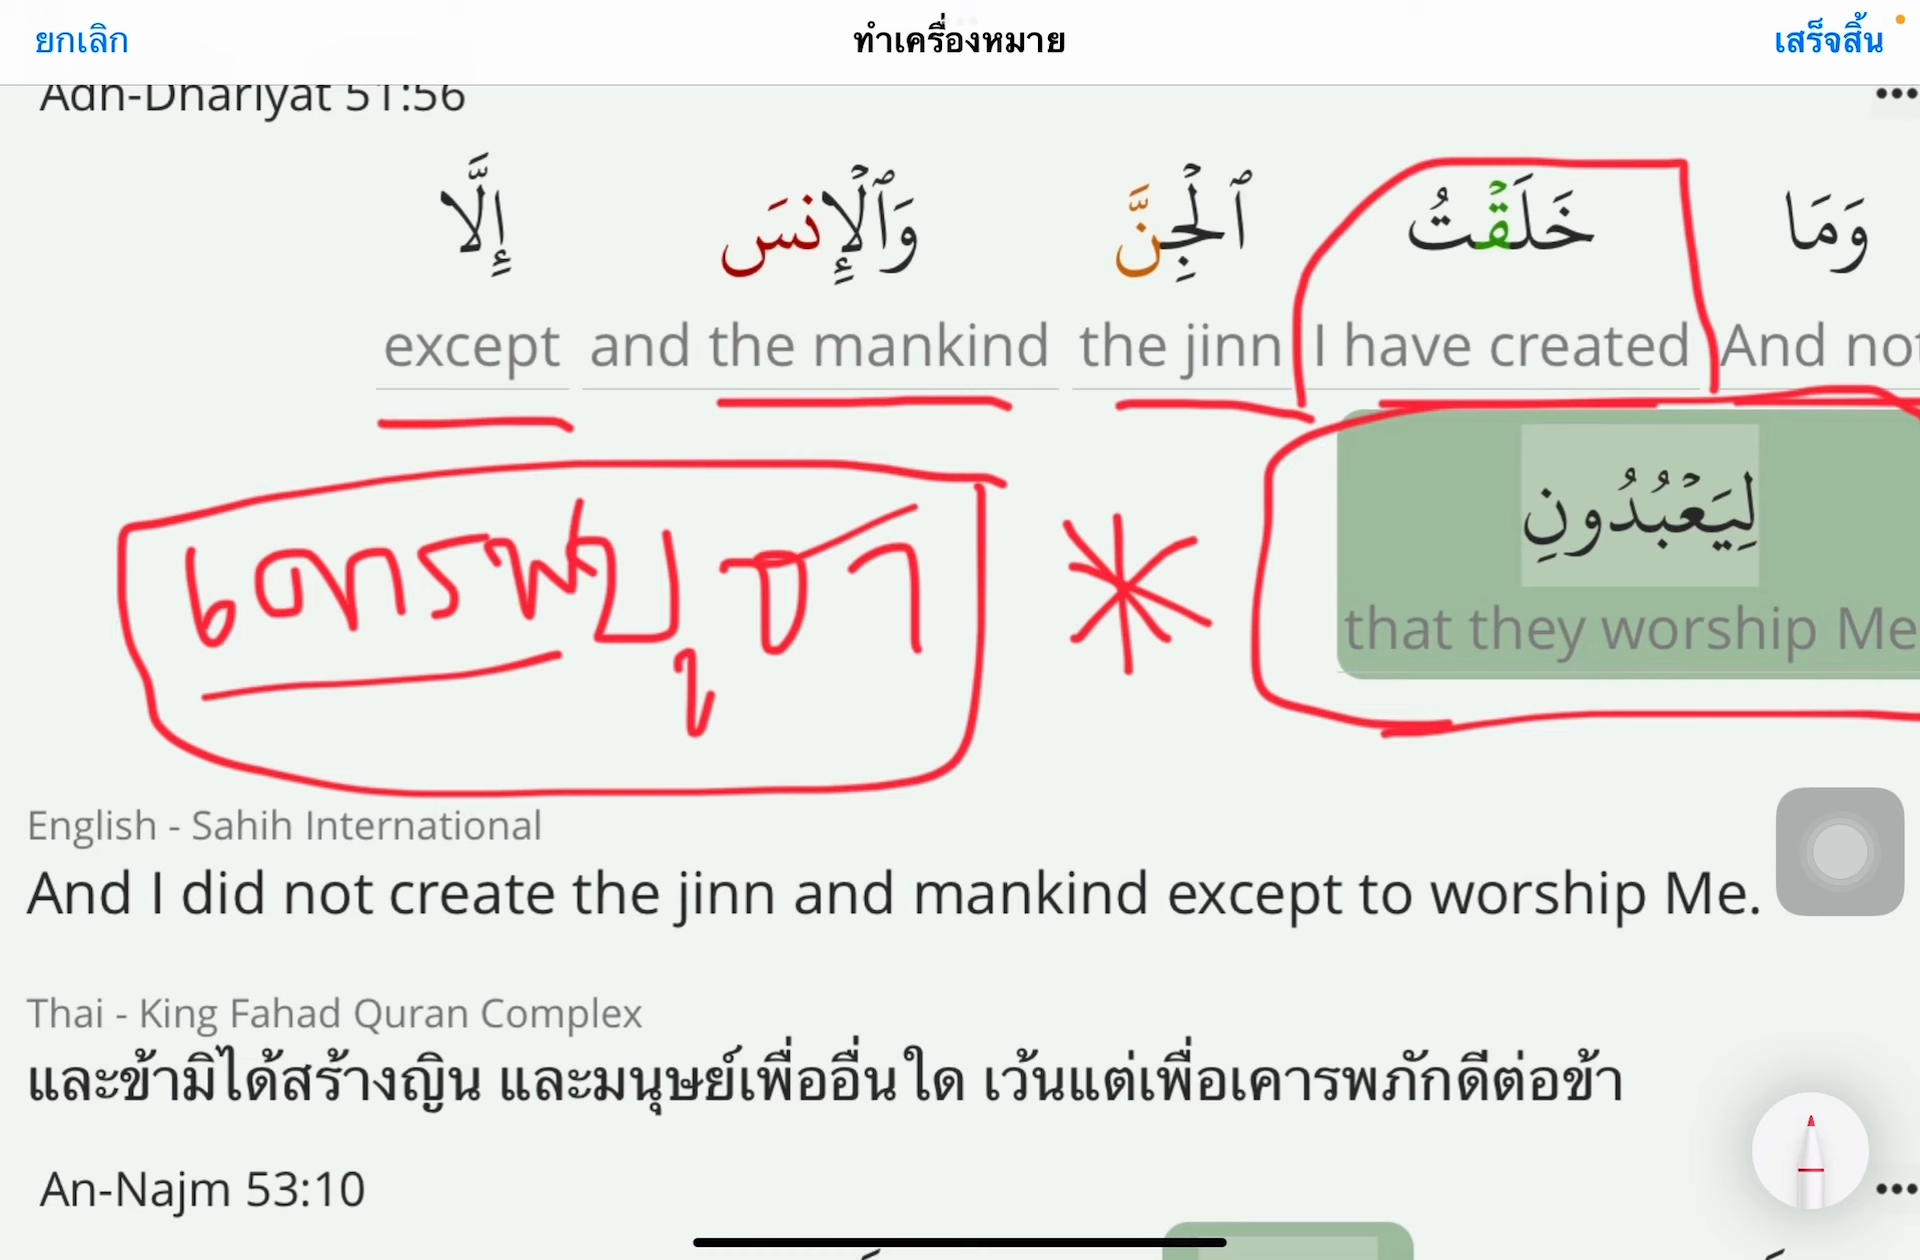 ยกเลิก ทำเครื่องหมาย เสร็จสิ้น
Adh-Dhariyat 51:56
وَمَا خَلَقْتُ ٱلْجِنَّ وَٱلْإِنسَ إِلَّا
except and the mankind the jinn I have created And not
لِيَعْبُدُونِ
that they worship Me
เคารพบูชา
English - Sahih International
And I did not create the jinn and mankind except to worship Me.
Thai - King Fahad Quran Complex
และข้ามิได้สร้างญิน และมนุษย์เพื่ออื่นใด เว้นแต่เพื่อเคารพภักดีต่อข้า
An-Najm 53:10